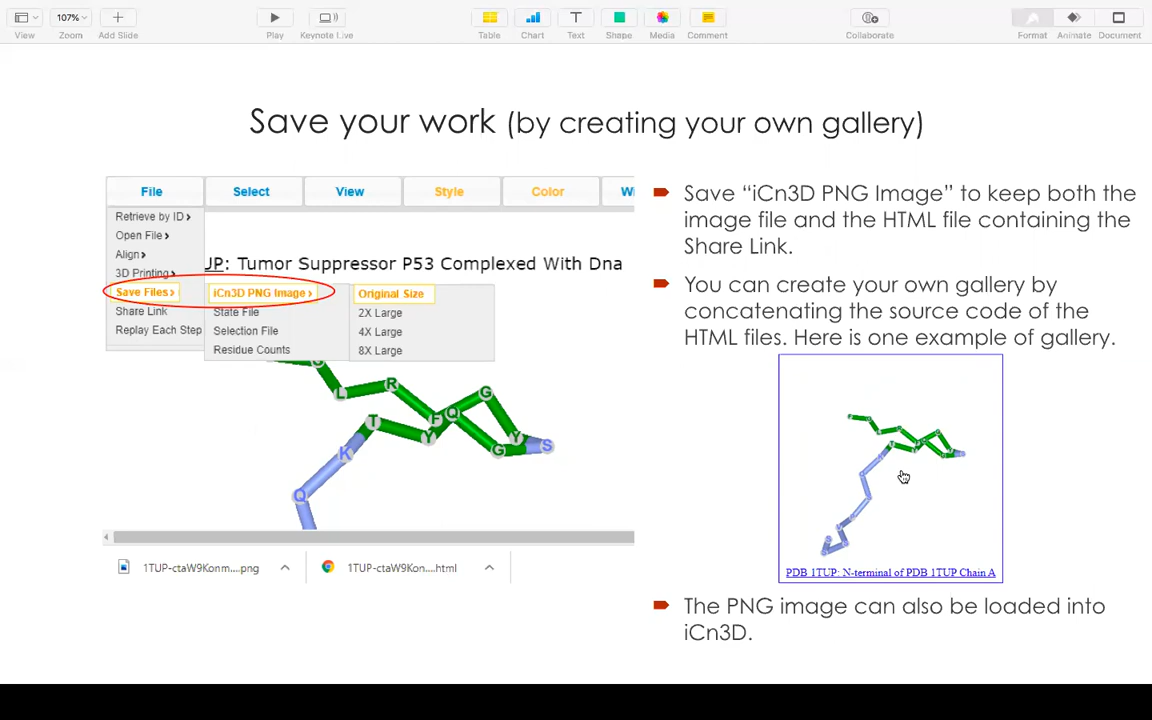 107%
View
Zoom
Add Slide
Play
Keynote Live
Table
Chart
Text
Shape
Media
Comment
Collaborate
Format
Animate
Document
Save your work (by creating your own gallery)
File
Select
View
Style
Color
Retrieve by ID ›
Open File ›
Align ›
3D Printing ›
Save Files ›
Share Link
Replay Each Step
iCn3D PNG Image ›
State File
Selection File
Residue Counts
Original Size
2X Large
4X Large
8X Large
UP: Tumor Suppressor P53 Complexed With Dna
L
R
G
T
F
Q
Y
Y
G
S
K
Q
1TUP-ctaW9Konm....png
1TUP-ctaW9Kon....html
Save “iCn3D PNG Image” to keep both the
image file and the HTML file containing the
Share Link.
You can create your own gallery by
concatenating the source code of the
HTML files. Here is one example of gallery.
PDB 1TUP: N-terminal of PDB 1TUP Chain A
The PNG image can also be loaded into
iCn3D.